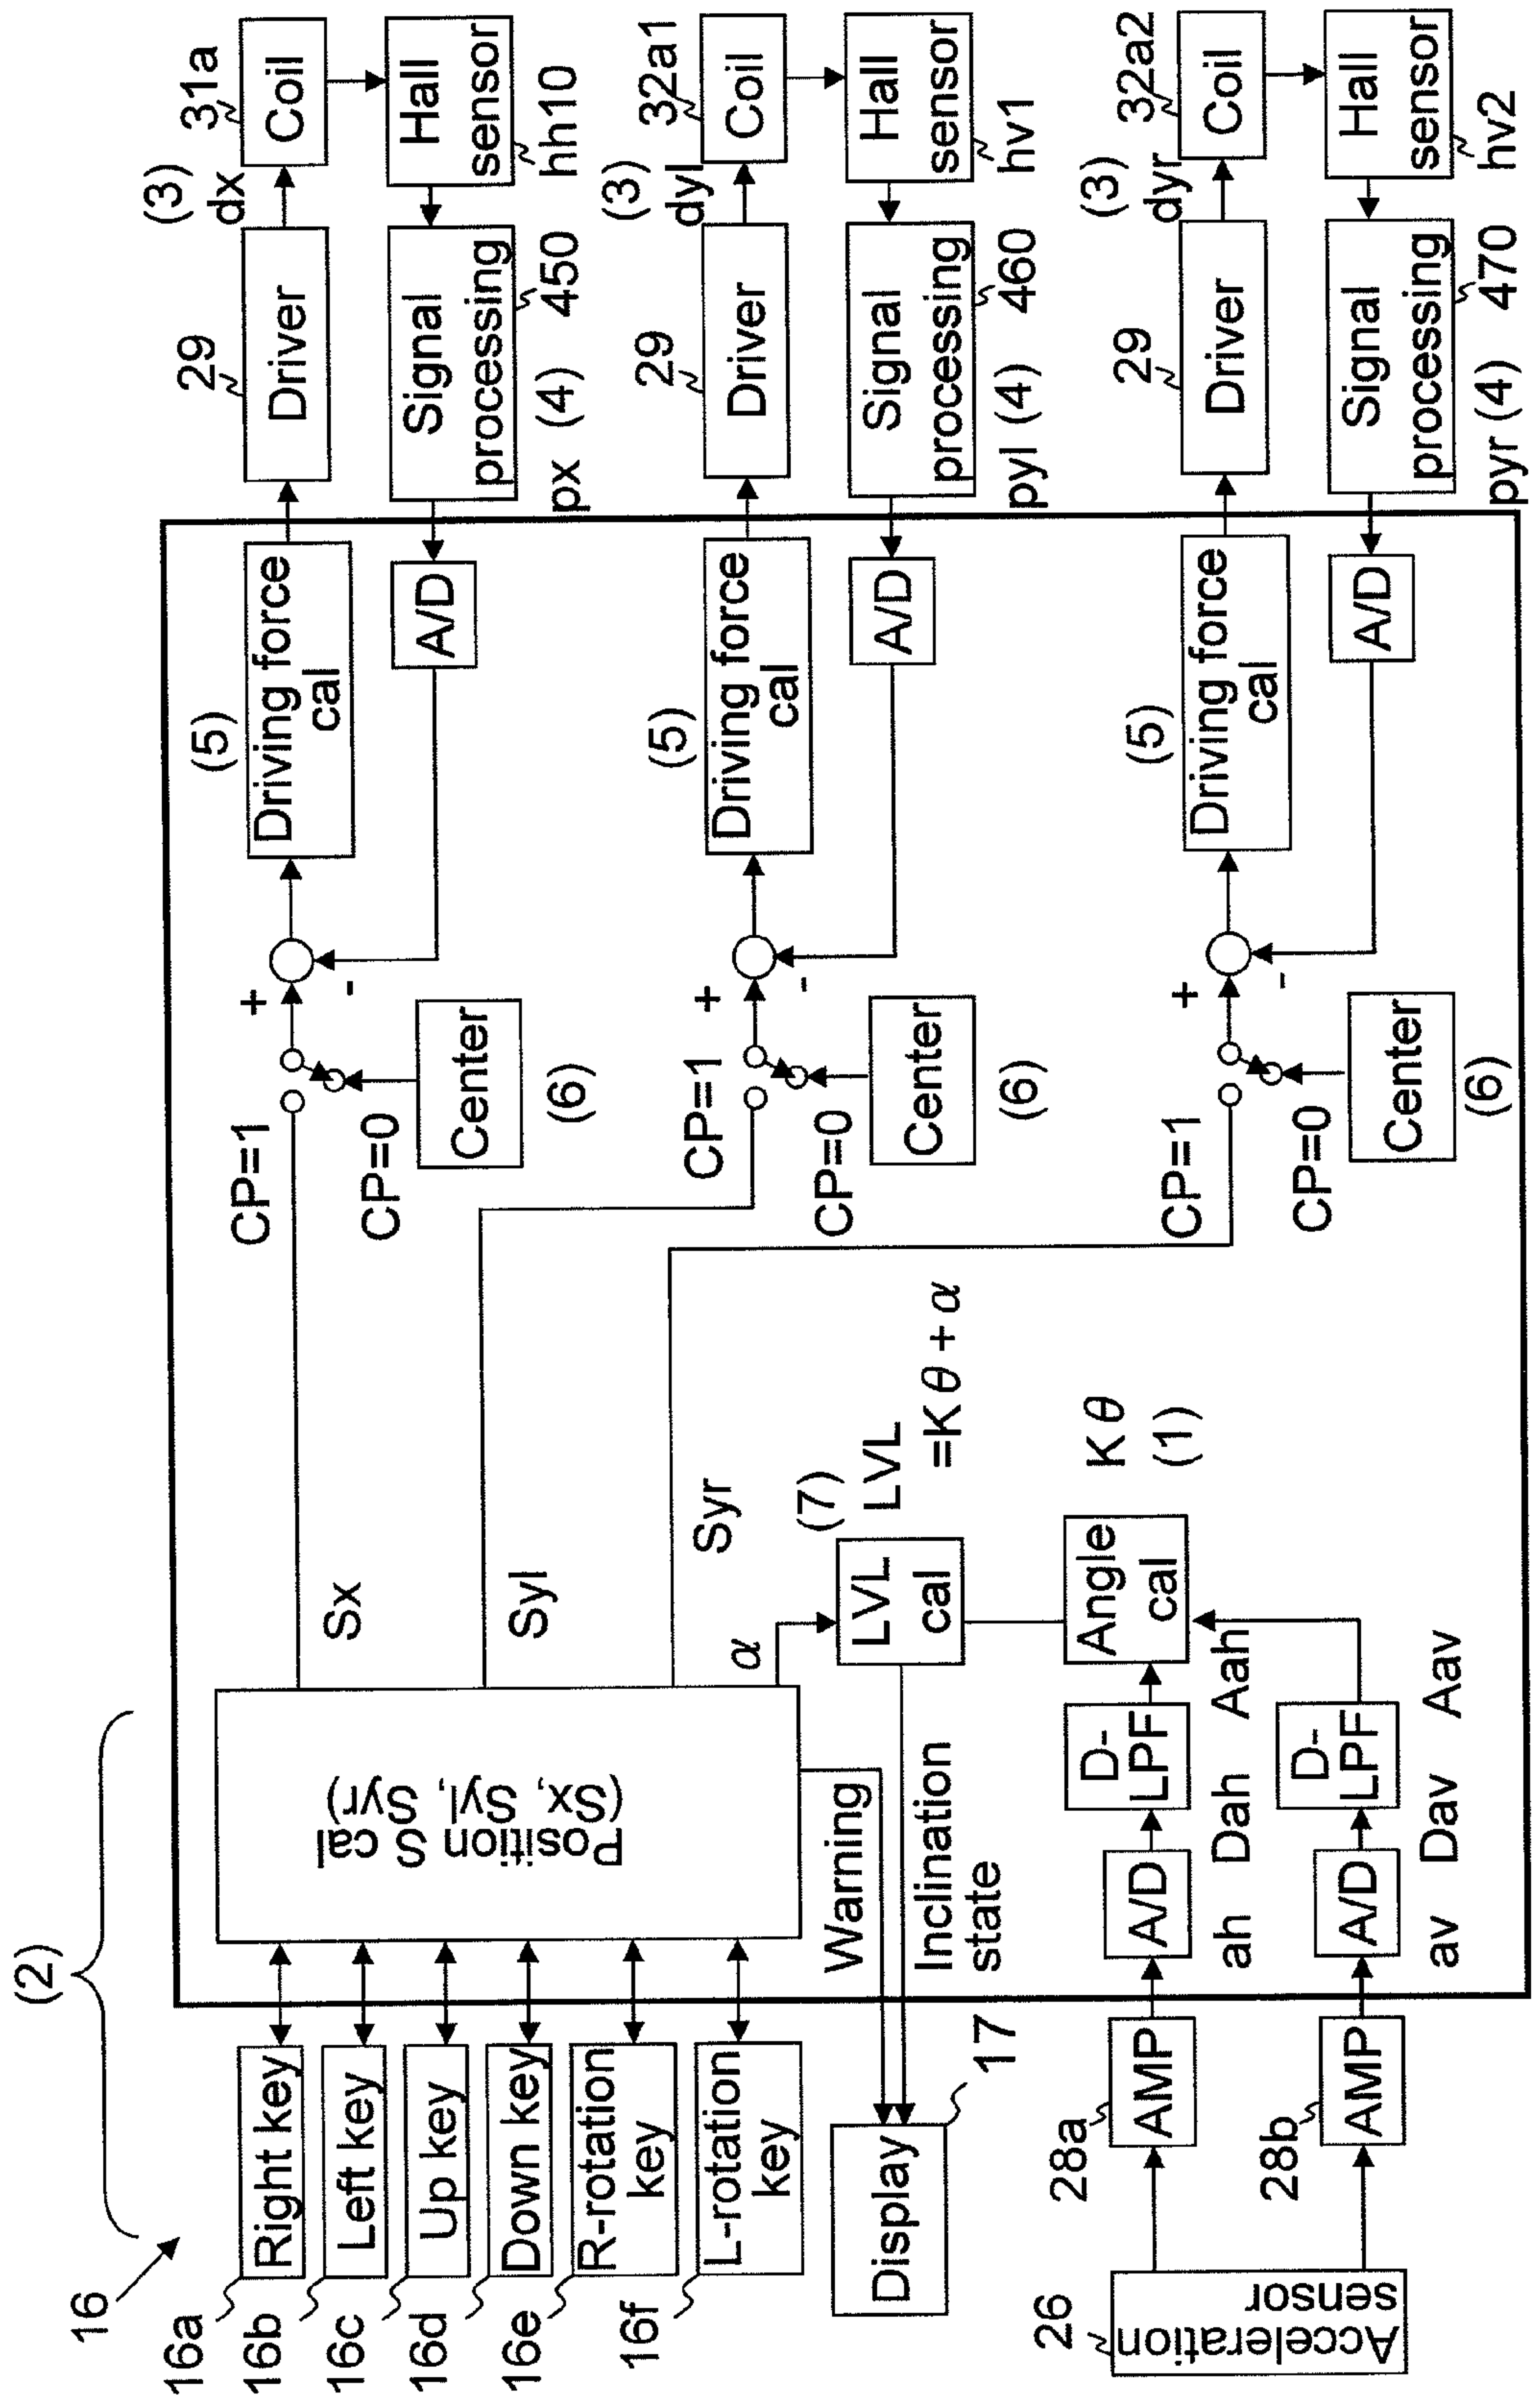 (2)
16
16a
Right key
16b
Left key
16c
Up key
16d
Down key
16e
R-rotation
key
16f
L-rotation
key
Position S cal
(Sx, Syl, Syr)
Sx
Syl
Syr
α
Warning
Inclination
state
Display
17
LVL
cal
(7)
LVL
=Kθ+α
Angle
cal
Kθ
(1)
26
Acceleration
sensor
28a
AMP
A/D
D-
LPF
ah
Dah
Aah
28b
AMP
A/D
D-
LPF
av
Dav
Aav
CP=1
CP=0
+
-
Center
(6)
(5)
Driving force
cal
A/D
29
Driver
(3)
dx
31a
Coil
Hall
sensor
hh10
Signal
processing
450
px
(4)
CP=1
CP=0
+
-
Center
(6)
(5)
Driving force
cal
A/D
29
Driver
(3)
dyl
32a1
Coil
Hall
sensor
hv1
Signal
processing
460
pyl
(4)
CP=1
CP=0
+
-
Center
(6)
(5)
Driving force
cal
A/D
29
Driver
(3)
dyr
32a2
Coil
Hall
sensor
hv2
Signal
processing
470
pyr
(4)